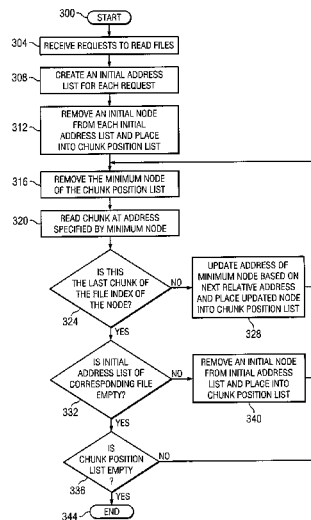 300
START
304
RECEIVE REQUESTS TO READ FILES
308
CREATE AN INITIAL ADDRESS
LIST FOR EACH REQUEST
312
REMOVE AN INITIAL NODE
FROM EACH INITIAL
ADDRESS LIST AND PLACE
INTO CHUNK POSITION LIST
316
REMOVE THE MINIMUM NODE
OF THE CHUNK POSITION LIST
320
READ CHUNK AT ADDRESS
SPECIFIED BY MINIMUM NODE
IS THIS
THE LAST CHUNK OF
THE FILE INDEX OF
THE NODE?
324
NO
YES
UPDATE ADDRESS OF
MINIMUM NODE BASED ON
NEXT RELATIVE ADDRESS
AND PLACE UPDATED NODE
INTO CHUNK POSITION LIST
328
IS INITIAL
ADDRESS LIST OF
CORRESPONDING FILE
EMPTY?
332
NO
YES
REMOVE AN INITIAL NODE
FROM INITIAL ADDRESS
LIST AND PLACE INTO
CHUNK POSITION LIST
340
IS
CHUNK POSITION
LIST EMPTY
?
336
NO
YES
344
END